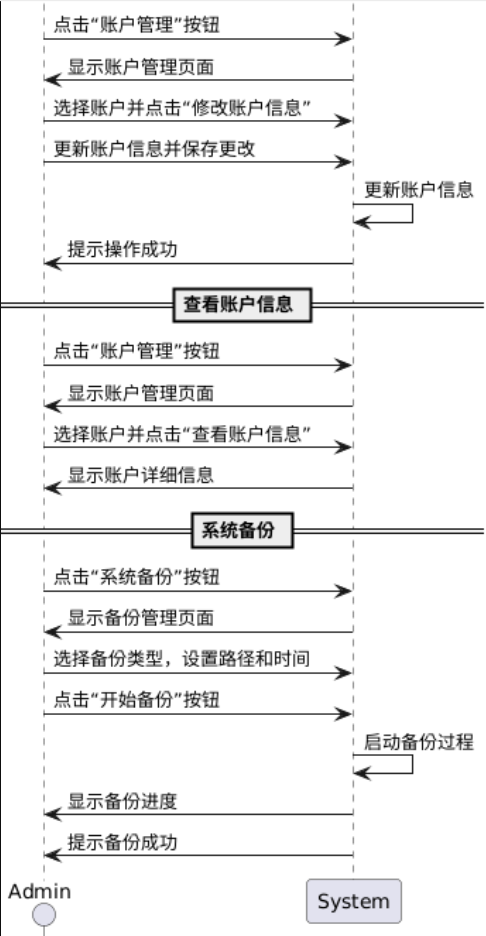 点击“账户管理”按钮
显示账户管理页面
选择账户并点击“修改账户信息”
更新账户信息并保存更改
更新账户信息
提示操作成功
查看账户信息
点击“账户管理”按钮
显示账户管理页面
选择账户并点击“查看账户信息”
显示账户详细信息
系统备份
点击“系统备份”按钮
显示备份管理页面
选择备份类型，设置路径和时间
点击“开始备份”按钮
启动备份过程
显示备份进度
提示备份成功
Admin
System